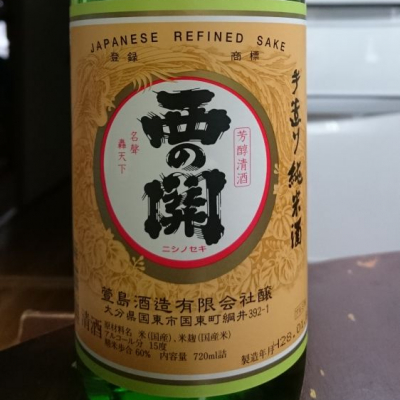 JAPANESE REFINED SAKE
登録 商標
手造り純米酒
西の関
芳醇清酒
名聲
轟天下
ニシノセキ
萱島酒造有限会社醸
大分県国東市国東町綱井392-1
清酒
原材料名 米(国産)、米麹(国産米)
アルコール分 15度
精米歩合 60% 内容量 720ml詰
製造年月 H28.